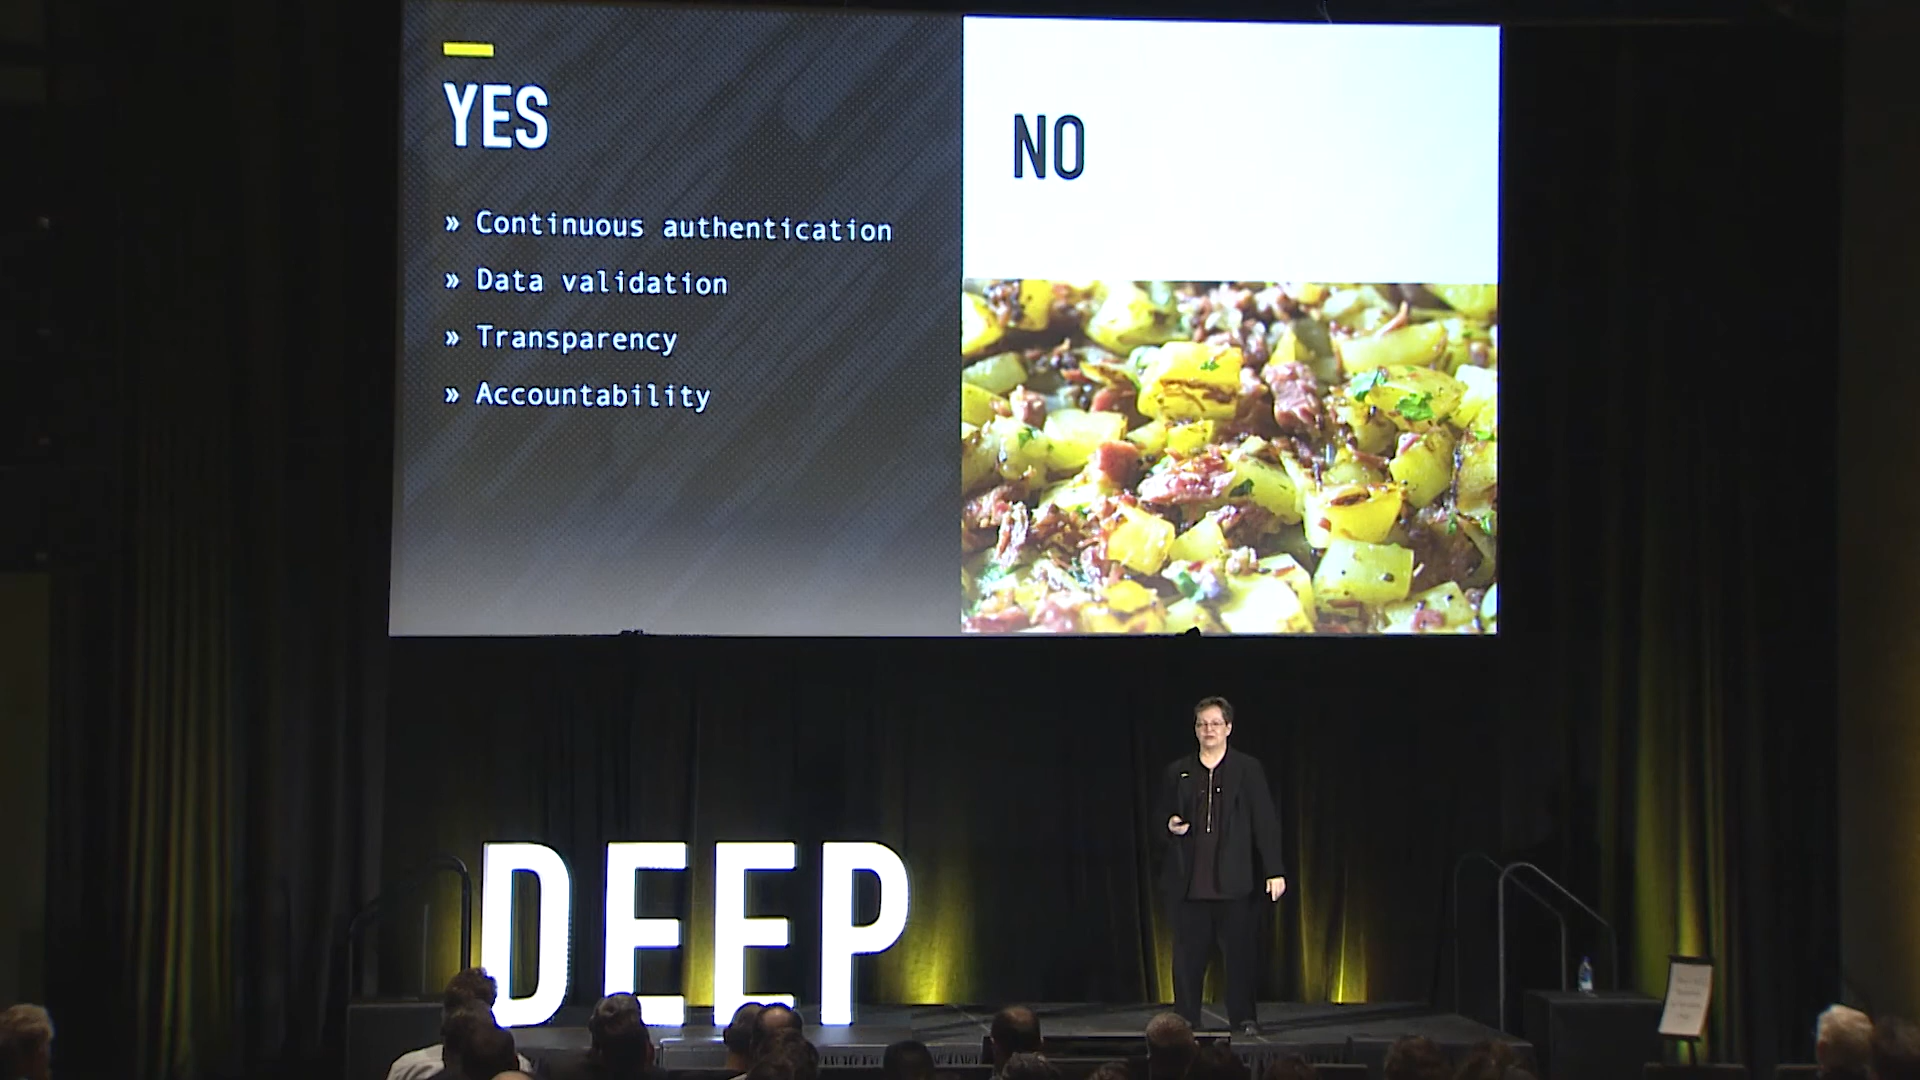 YES
» Continuous authentication
» Data validation
» Transparency
» Accountability
NO
DEEP